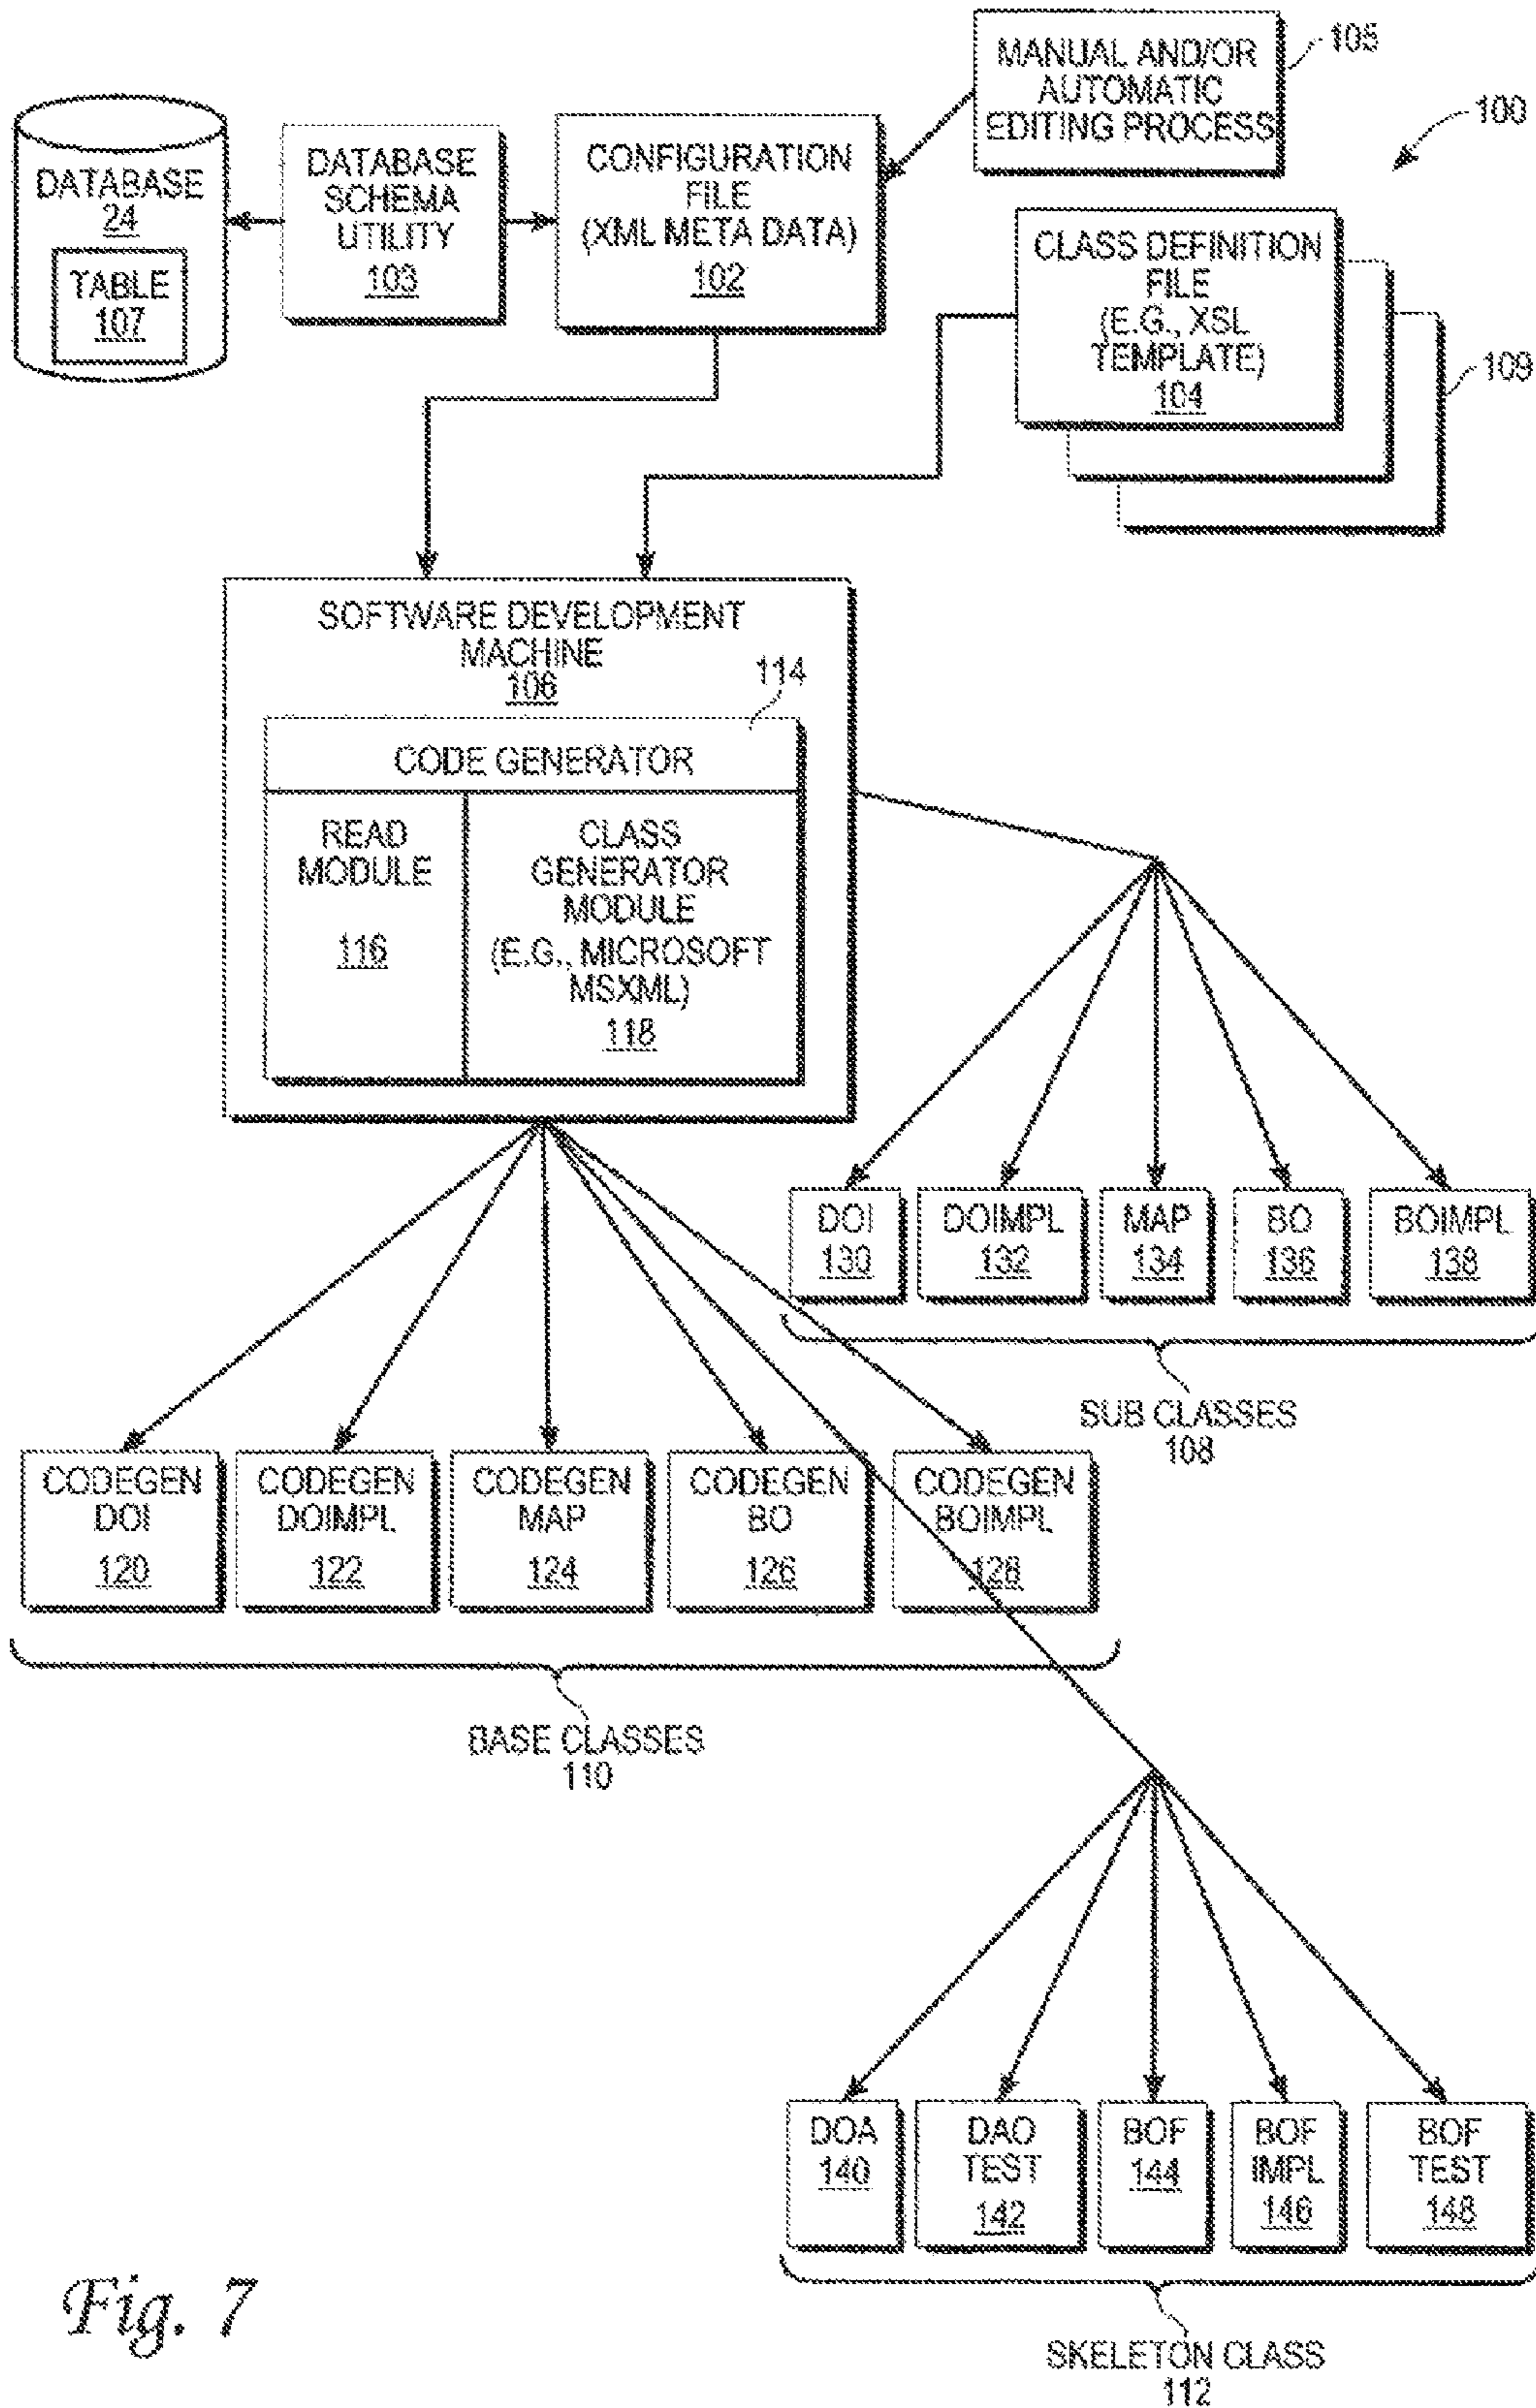 MANUAL AND/OR
AUTOMATIC
EDITING PROCESS
105
100
DATABASE
24
TABLE
107
DATABASE
SCHEMA
UTILITY
103
CONFIGURATION
FILE
(XML META DATA)
102
CLASS DEFINITION
FILE
(E.G., XSL
TEMPLATE)
104
109
SOFTWARE DEVELOPMENT
MACHINE
106
114
CODE GENERATOR
READ
MODULE
116
CLASS
GENERATOR
MODULE
(E.G., MICROSOFT
MSXML)
118
DOI
130
DOIMPL
132
MAP
134
BO
136
BOIMPL
138
SUB CLASSES
108
CODEGEN
DOI
120
CODEGEN
DOIMPL
122
CODEGEN
MAP
124
CODEGEN
BO
126
CODEGEN
BOIMPL
128
BASE CLASSES
110
DOA
140
DAO
TEST
142
BOF
144
BOF
IMPL
146
BOF
TEST
148
SKELETON CLASS
112
Fig. 7